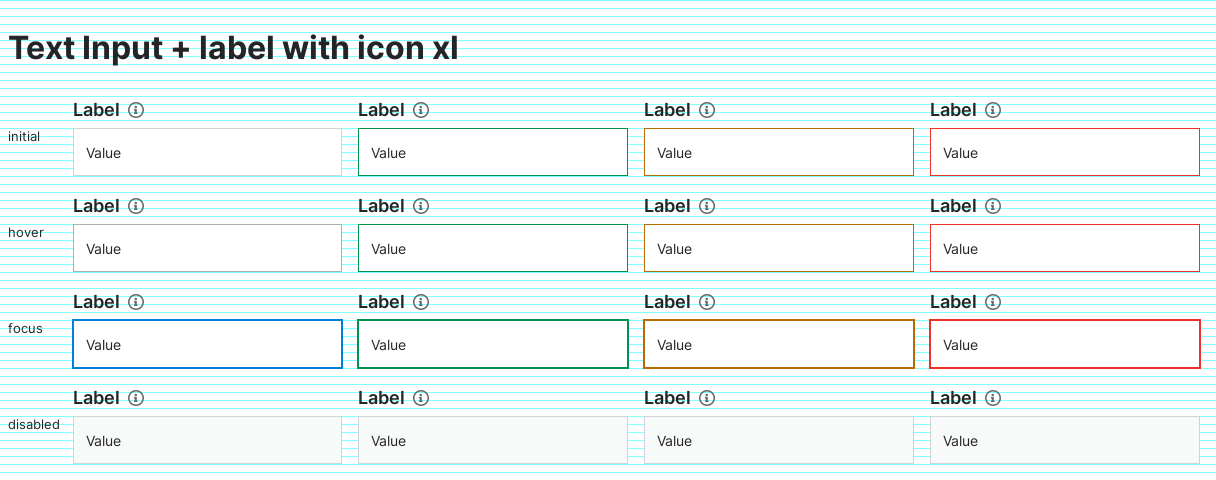 Text Input + label with icon xl
Label Label Label Label
initial
Value Value Value Value
Label Label Label Label
hover
Value Value Value Value
Label Label Label Label
focus
Value Value Value Value
Label Label Label Label
disabled
Value Value Value Value